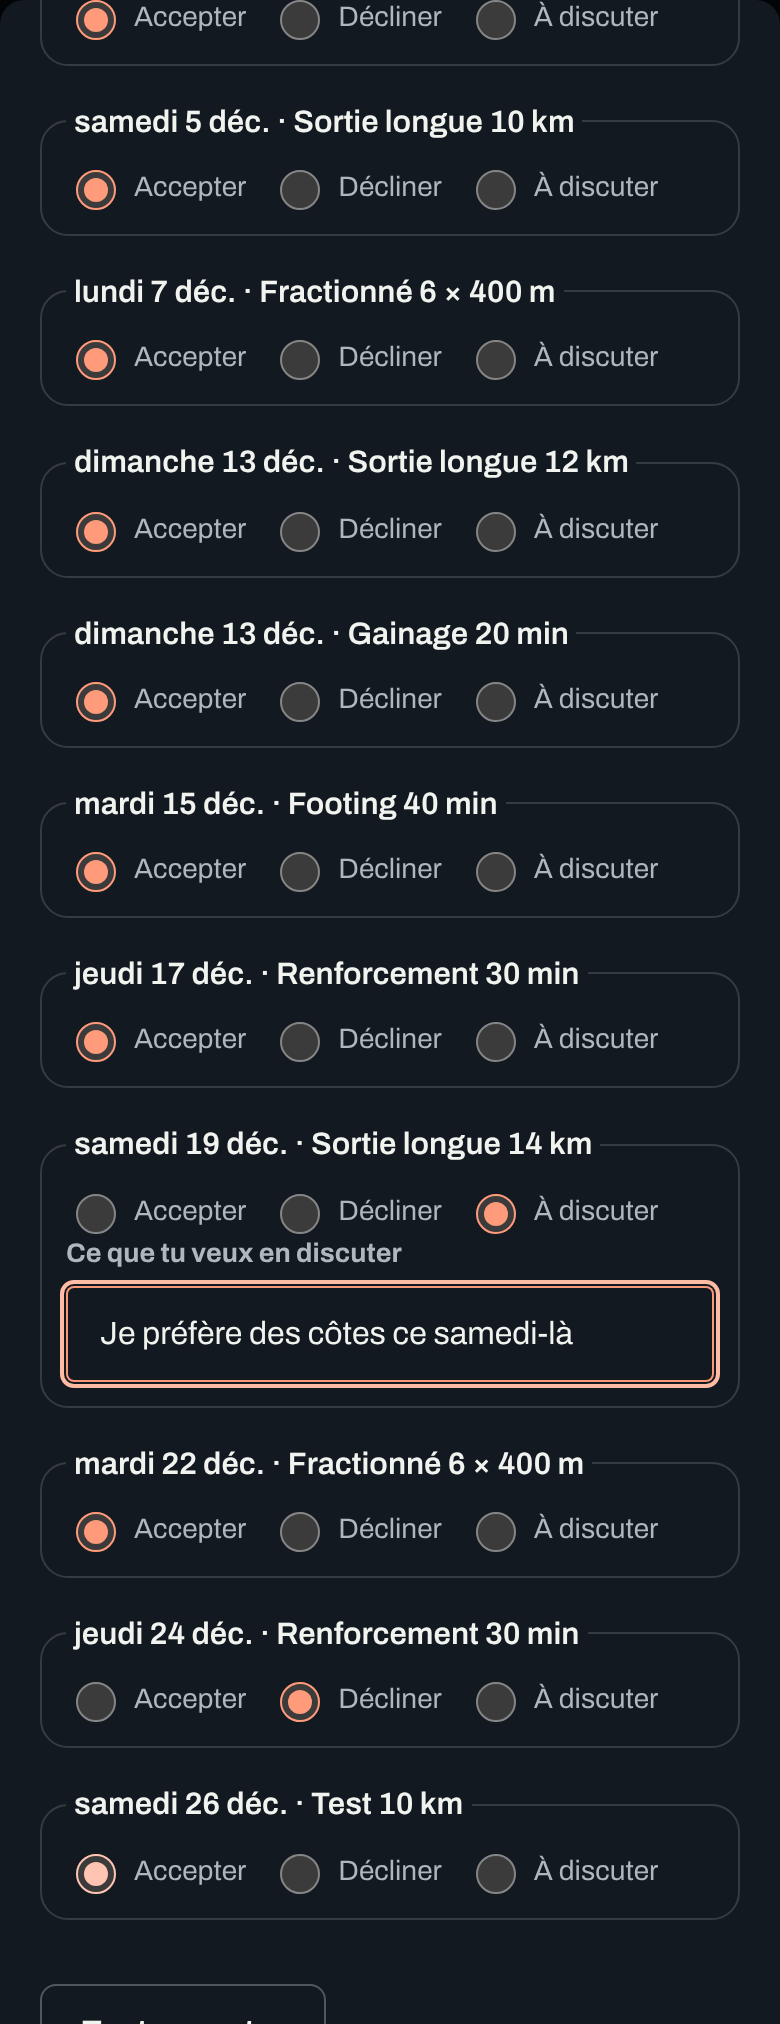 Accepter Décliner À discuter
samedi 5 déc. · Sortie longue 10 km
Accepter Décliner À discuter
lundi 7 déc. · Fractionné 6 × 400 m
Accepter Décliner À discuter
dimanche 13 déc. · Sortie longue 12 km
Accepter Décliner À discuter
dimanche 13 déc. · Gainage 20 min
Accepter Décliner À discuter
mardi 15 déc. · Footing 40 min
Accepter Décliner À discuter
jeudi 17 déc. · Renforcement 30 min
Accepter Décliner À discuter
samedi 19 déc. · Sortie longue 14 km
Accepter Décliner À discuter
Ce que tu veux en discuter
Je préfère des côtes ce samedi-là
mardi 22 déc. · Fractionné 6 × 400 m
Accepter Décliner À discuter
jeudi 24 déc. · Renforcement 30 min
Accepter Décliner À discuter
samedi 26 déc. · Test 10 km
Accepter Décliner À discuter